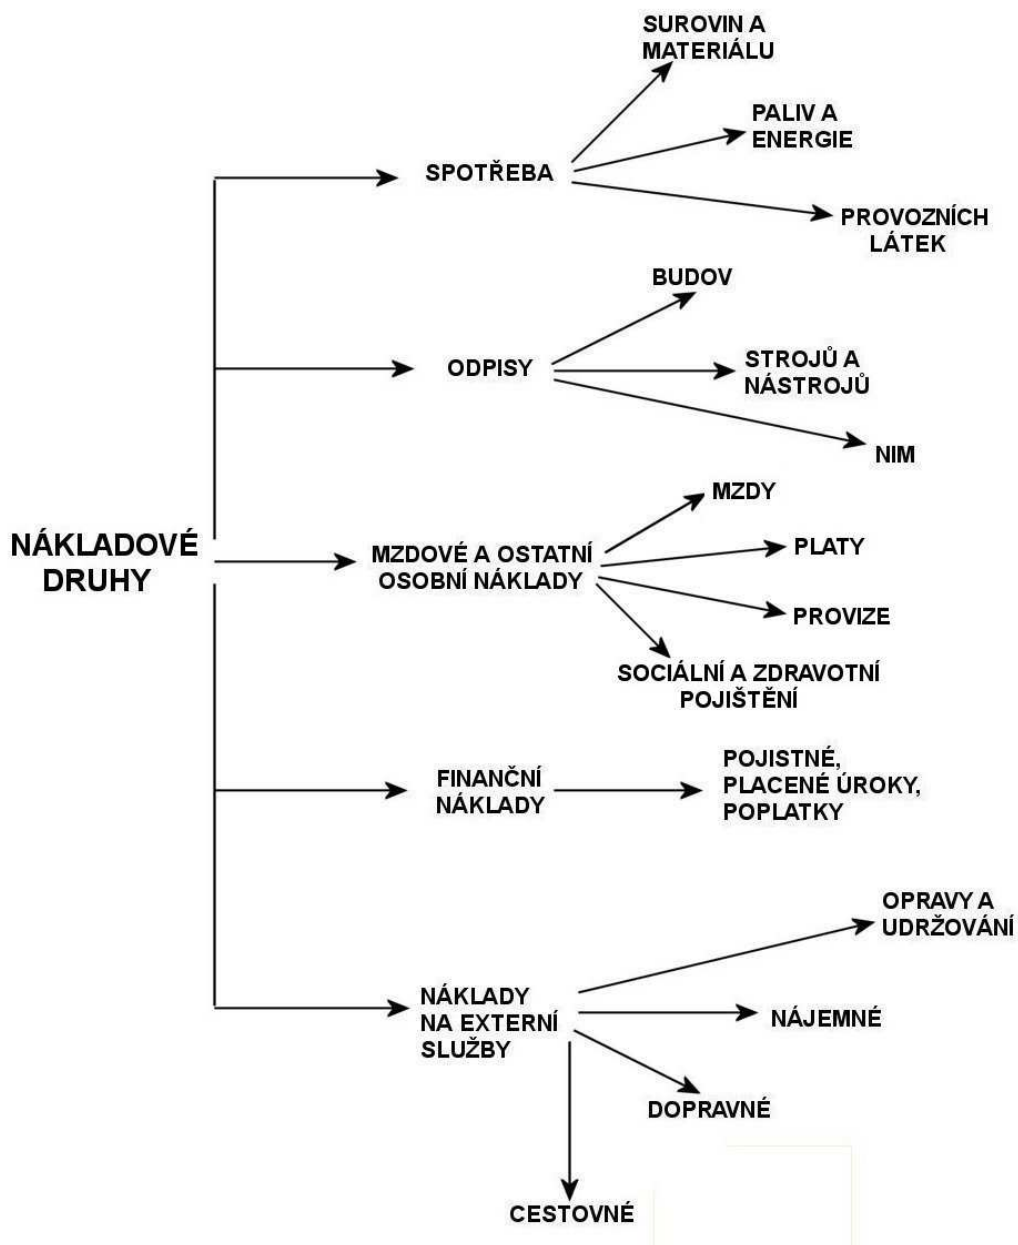 SUROVIN A
MATERIÁLU
PALIV A
ENERGIE
SPOTŘEBA
PROVOZNÍCH
LÁTEK
BUDOV
STROJŮ A
NÁSTROJŮ
ODPISY
NIM
MZDY
NÁKLADOVÉ
DRUHY
MZDOVÉ A OSTATNÍ
OSOBNÍ NÁKLADY
PLATY
PROVIZE
SOCIÁLNÍ A ZDRAVOTNÍ
POJIŠTĚNÍ
FINANČNÍ
NÁKLADY
POJISTNÉ,
PLACENÉ ÚROKY,
POPLATKY
OPRAVY A
UDRŽOVÁNÍ
NÁKLADY
NA EXTERNÍ
SLUŽBY
NÁJEMNÉ
DOPRAVNÉ
CESTOVNÉ